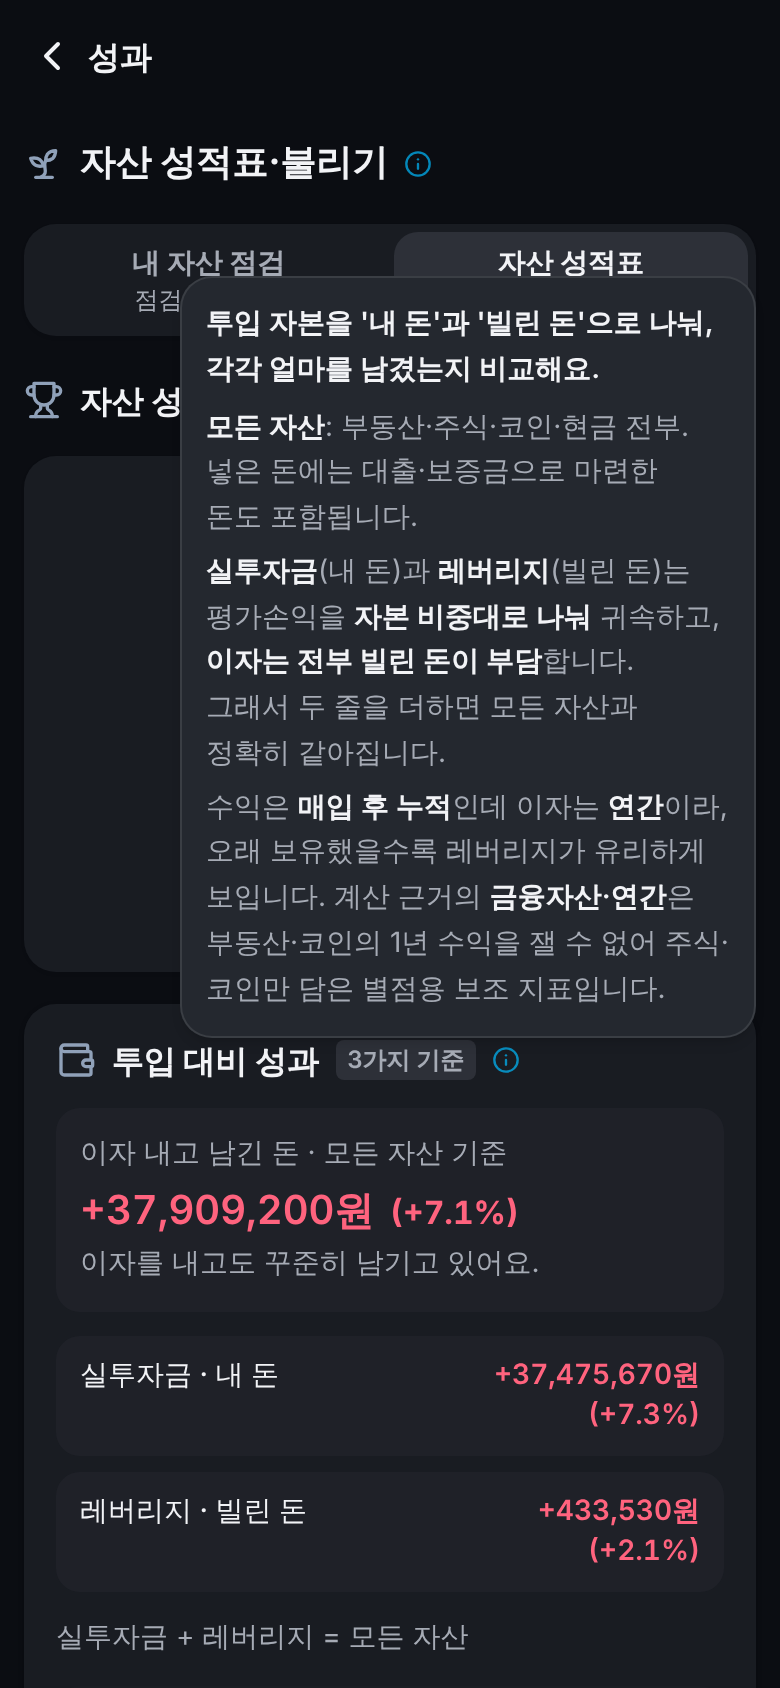 성과
자산 성적표·불리기
내 자산 점검
자산 성적표
점검
자산 성
투입 자본을 '내 돈'과 '빌린 돈'으로 나눠,
각각 얼마를 남겼는지 비교해요.
모든 자산: 부동산·주식·코인·현금 전부.
넣은 돈에는 대출·보증금으로 마련한
돈도 포함됩니다.
실투자금(내 돈)과 레버리지(빌린 돈)는
평가손익을 자본 비중대로 나눠 귀속하고,
이자는 전부 빌린 돈이 부담합니다.
그래서 두 줄을 더하면 모든 자산과
정확히 같아집니다.
수익은 매입 후 누적인데 이자는 연간이라,
오래 보유했을수록 레버리지가 유리하게
보입니다. 계산 근거의 금융자산·연간은
부동산·코인의 1년 수익을 잴 수 없어 주식·
코인만 담은 별점용 보조 지표입니다.
투입 대비 성과 3가지 기준
이자 내고 남긴 돈 · 모든 자산 기준
+37,909,200원 (+7.1%)
이자를 내고도 꾸준히 남기고 있어요.
실투자금 · 내 돈 +37,475,670원
(+7.3%)
레버리지 · 빌린 돈 +433,530원
(+2.1%)
실투자금 + 레버리지 = 모든 자산